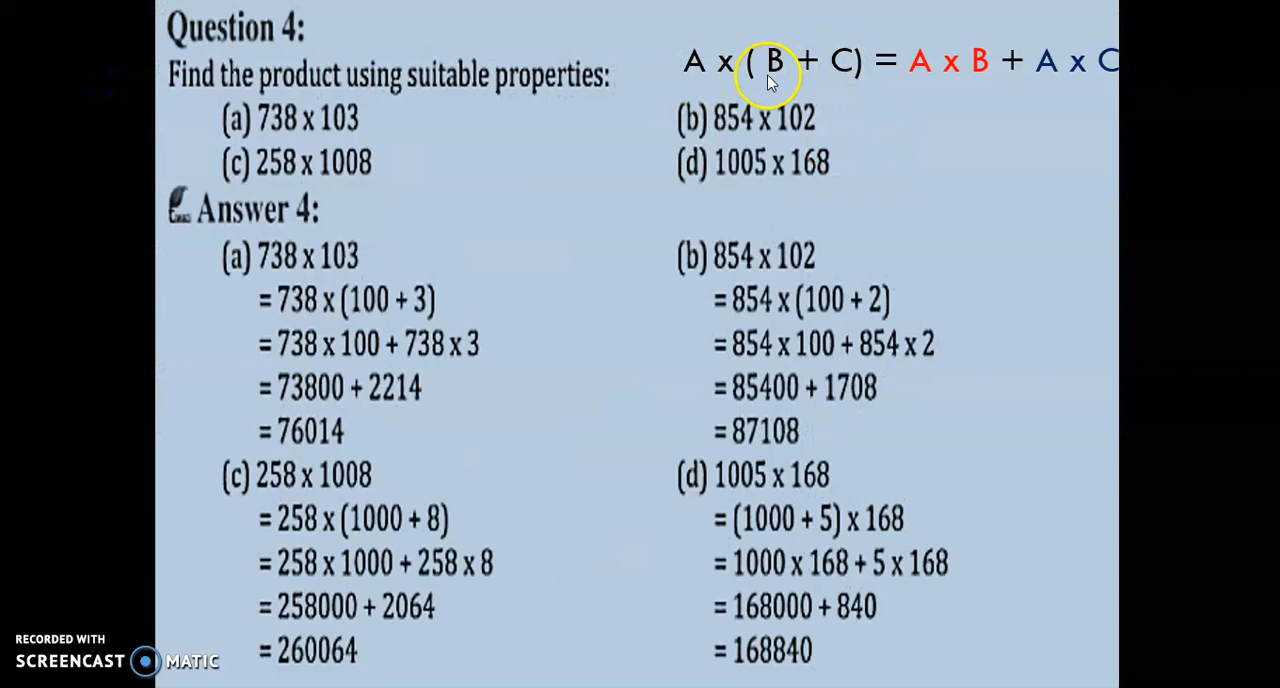 Question 4:
Find the product using suitable properties:
A x ( B + C) = A x B + A x C
(a) 738 x 103
(b) 854 x 102
(c) 258 x 1008
(d) 1005 x 168
Answer 4:
(a) 738 x 103
= 738 x (100 + 3)
= 738 x 100 + 738 x 3
= 73800 + 2214
= 76014
(b) 854 x 102
= 854 x (100 + 2)
= 854 x 100 + 854 x 2
= 85400 + 1708
= 87108
(c) 258 x 1008
= 258 x (1000 + 8)
= 258 x 1000 + 258 x 8
= 258000 + 2064
= 260064
(d) 1005 x 168
= (1000 + 5) x 168
= 1000 x 168 + 5 x 168
= 168000 + 840
= 168840
RECORDED WITH
SCREENCAST MATIC